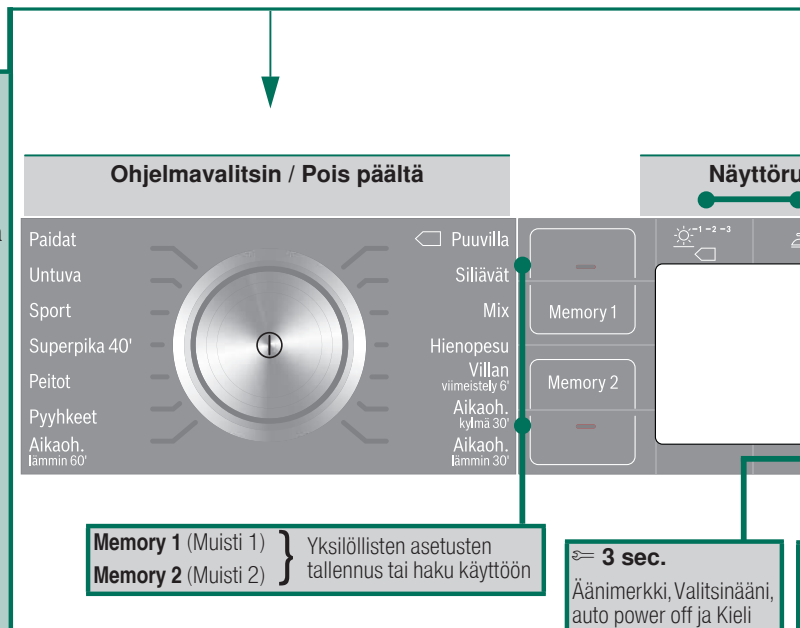 Ohjelmavalitsin / Pois päältä
Näyttöru
Paidat
Untuva
Sport
Superpika 40'
Peitot
Pyyhkeet
Aikaoh.
lämmin 60'
Puuvilla
Siliävät
Mix
Hienopesu
Villan
viimeistely 6'
Aikaoh.
kylmä 30'
Aikaoh.
lämmin 30'
Memory 1
Memory 2
-1 -2 -3
Memory 1 (Muisti 1)
Memory 2 (Muisti 2)
} Yksilöllisten asetusten
tallennus tai haku käyttöön
3 sec.
Äänimerkki, Valitsinääni,
auto power off ja Kieli